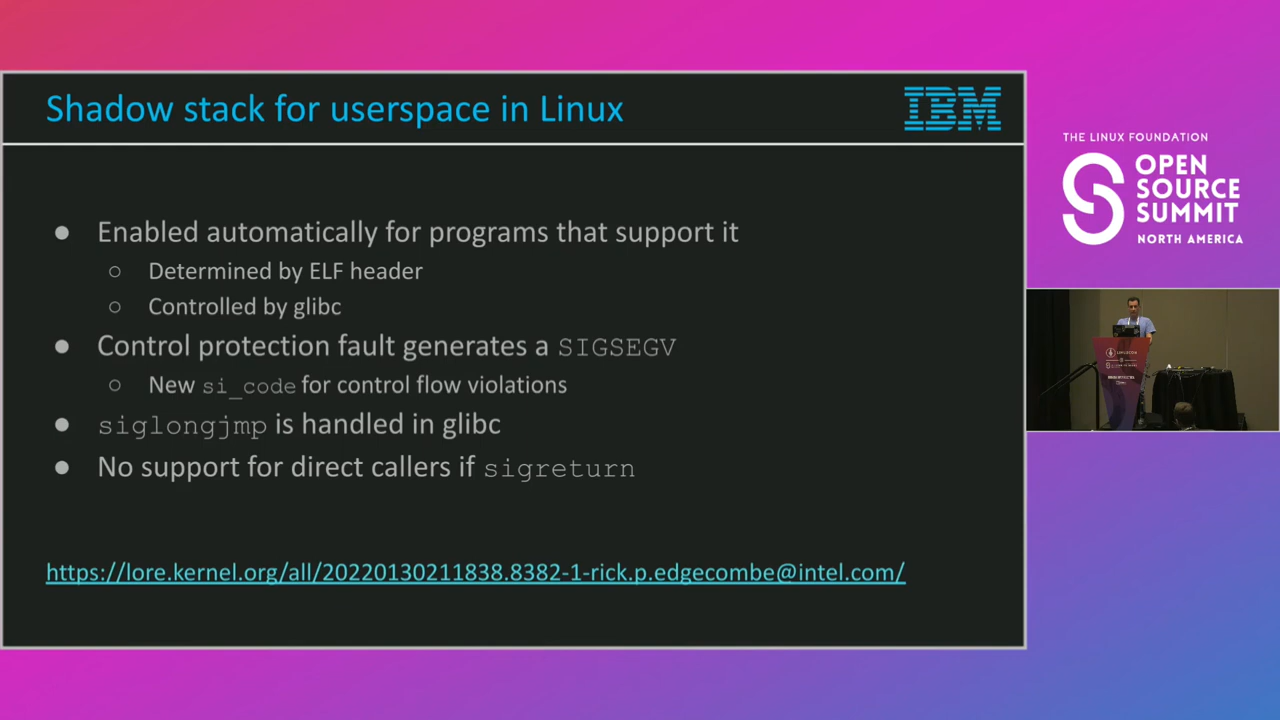 Shadow stack for userspace in Linux
IBM
● Enabled automatically for programs that support it
○ Determined by ELF header
○ Controlled by glibc
● Control protection fault generates a SIGSEGV
○ New si_code for control flow violations
● siglongjmp is handled in glibc
● No support for direct callers if sigreturn
https://lore.kernel.org/all/20220130211838.8382-1-rick.p.edgecombe@intel.com/
THE LINUX FOUNDATION
OPEN
SOURCE
SUMMIT
NORTH AMERICA